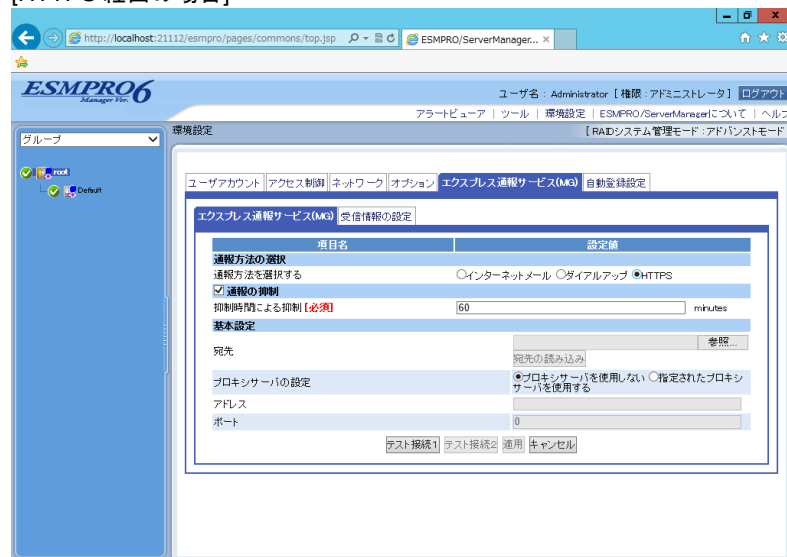 http://localhost:21112/espro/pages/commons/top.jsp
ESMPRO/ServerManager...
ESMPRO6
Manager Ver.
ユーザ名 : Administrator [ 権限 : アドミニストレータ ] ログアウト
アラートビューア | ツール | 環境設定 | ESMPRO/ServerManagerについて |
グループ
環境設定
[ RAIDシステム管理モード : アドバンストモード
root
Default
ユーザアカウント アクセス制御 ネットワーク オプション エクスプレス通報サービス(MG) 自動登録設定
エクスプレス通報サービス(MG) 受信情報の設定
項目名 設定値
通報方法の選択
通報方法を選択する インターネットメール ダイアルアップ HTTPS
通報の抑制
抑制時間による抑制 [必須] 60 minutes
基本設定
宛先 参照...
宛先の読み込み
プロキシサーバの設定 プロキシサーバを使用しない 指定されたプロキシサーバを使用する
アドレス
ポート 0
テスト接続1 テスト接続2 適用 キャンセル